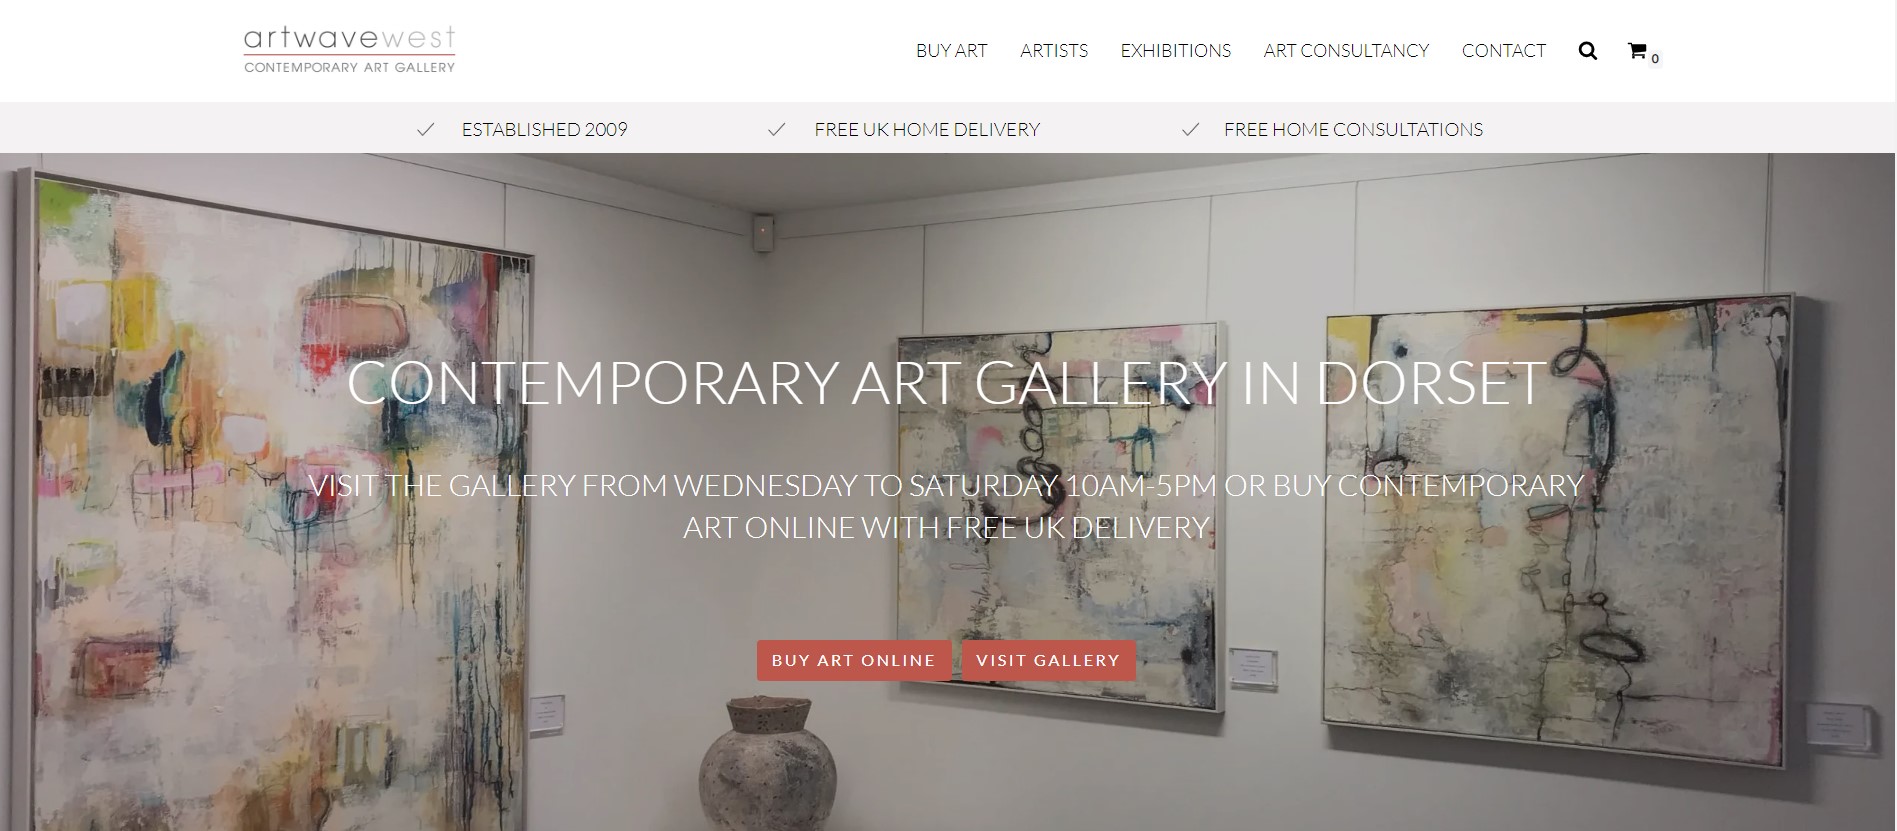 artwavewest
CONTEMPORARY ART GALLERY
BUY ART ARTISTS EXHIBITIONS ART CONSULTANCY CONTACT 0
ESTABLISHED 2009 FREE UK HOME DELIVERY FREE HOME CONSULTATIONS
CONTEMPORARY ART GALLERY IN DORSET
VISIT THE GALLERY FROM WEDNESDAY TO SATURDAY 10AM-5PM OR BUY CONTEMPORARY
ART ONLINE WITH FREE UK DELIVERY
BUY ART ONLINE VISIT GALLERY